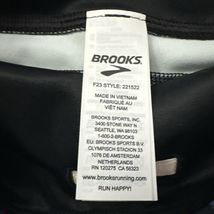 BROOKS
F23 STYLE: 221522
MADE IN VIETNAM
FABRIQUÉ AU
VIÊT NAM
BROOKS SPORTS, INC.
3400 STONE WAY N
SEATTLE, WA 98103
1-800-2-BROOKS
EU: BROOKS SPORTS B.V.
OLYMPISCH STADION 33
1076 DE AMSTERDAM
NETHERLANDS
RN 120275 CA 56323
www.brooksrunning.com
RUN HAPPY!